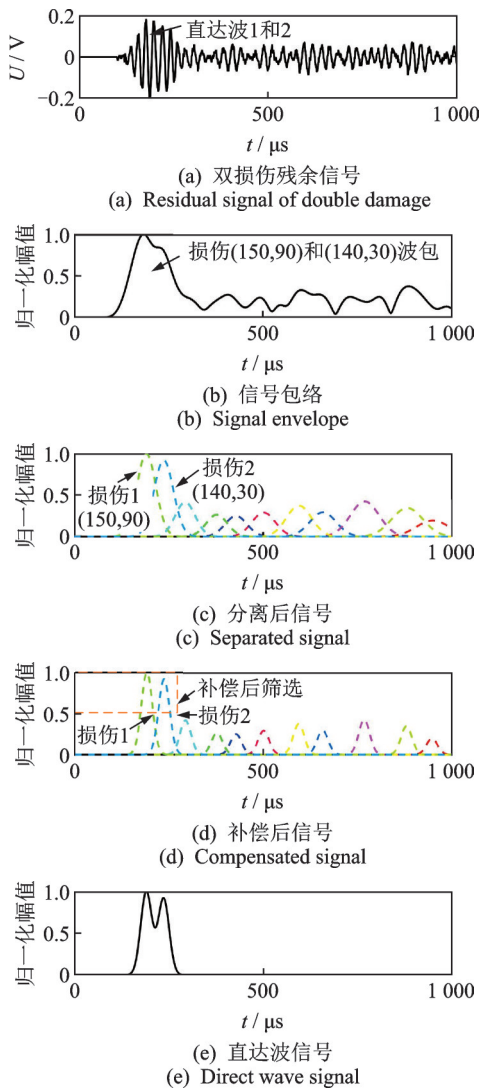 0.2
直达波1和2
U / V
0
−0.2
0 500 1 000
t / μs
(a) 双损伤残余信号
(a) Residual signal of double damage
1.0
归一化幅值
0.5
损伤(150,90)和(140,30)波包
0
0 500 1 000
t / μs
(b) 信号包络
(b) Signal envelope
1.0
归一化幅值
损伤2
0.5
损伤1
(140,30)
(150,90)
0
0 500 1 000
t / μs
(c) 分离后信号
(c) Separated signal
1.0
归一化幅值
补偿后筛选
0.5
损伤2
损伤1
0
0 500 1 000
t / μs
(d) 补偿后信号
(d) Compensated signal
1.0
归一化幅值
0.5
0
0 500 1 000
t / μs
(e) 直达波信号
(e) Direct wave signal